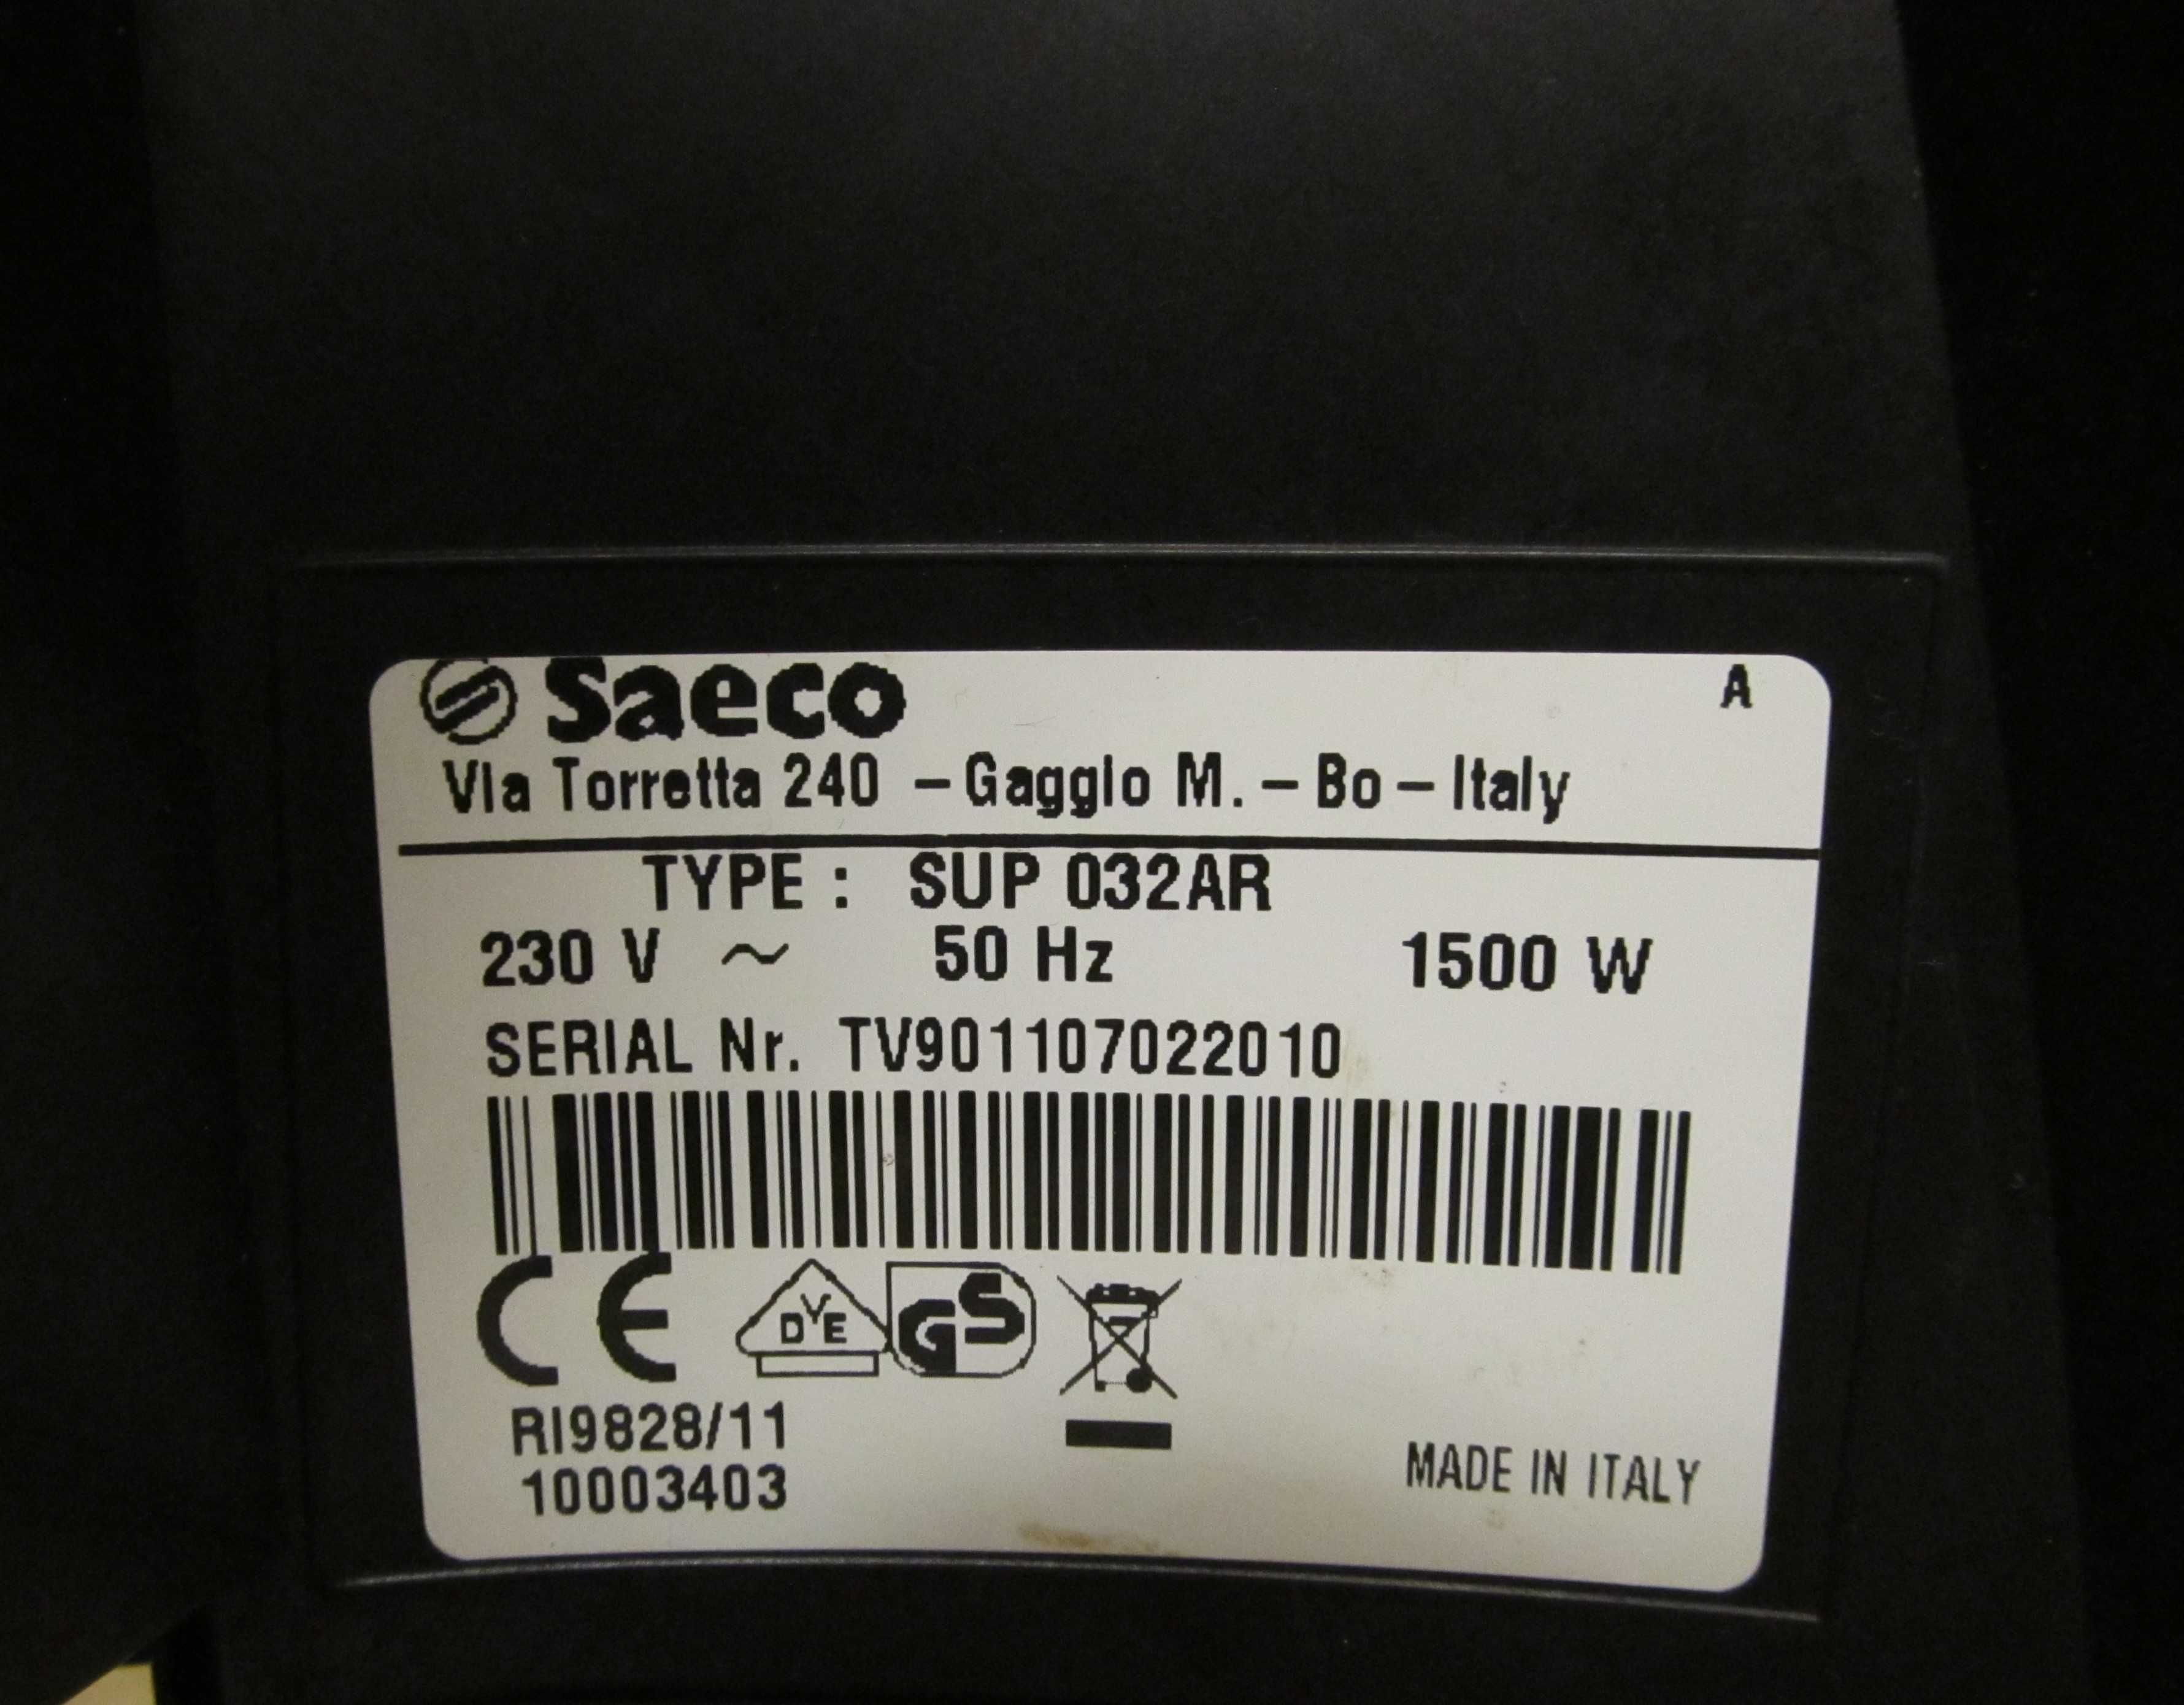 Saeco A
Via Torretta 240 – Gaggio M. – Bo – Italy
TYPE : SUP 032AR
230 V ~ 50 Hz 1500 W
SERIAL Nr. TV901107022010
CE DVE GS
RI9828/11
10003403
MADE IN ITALY